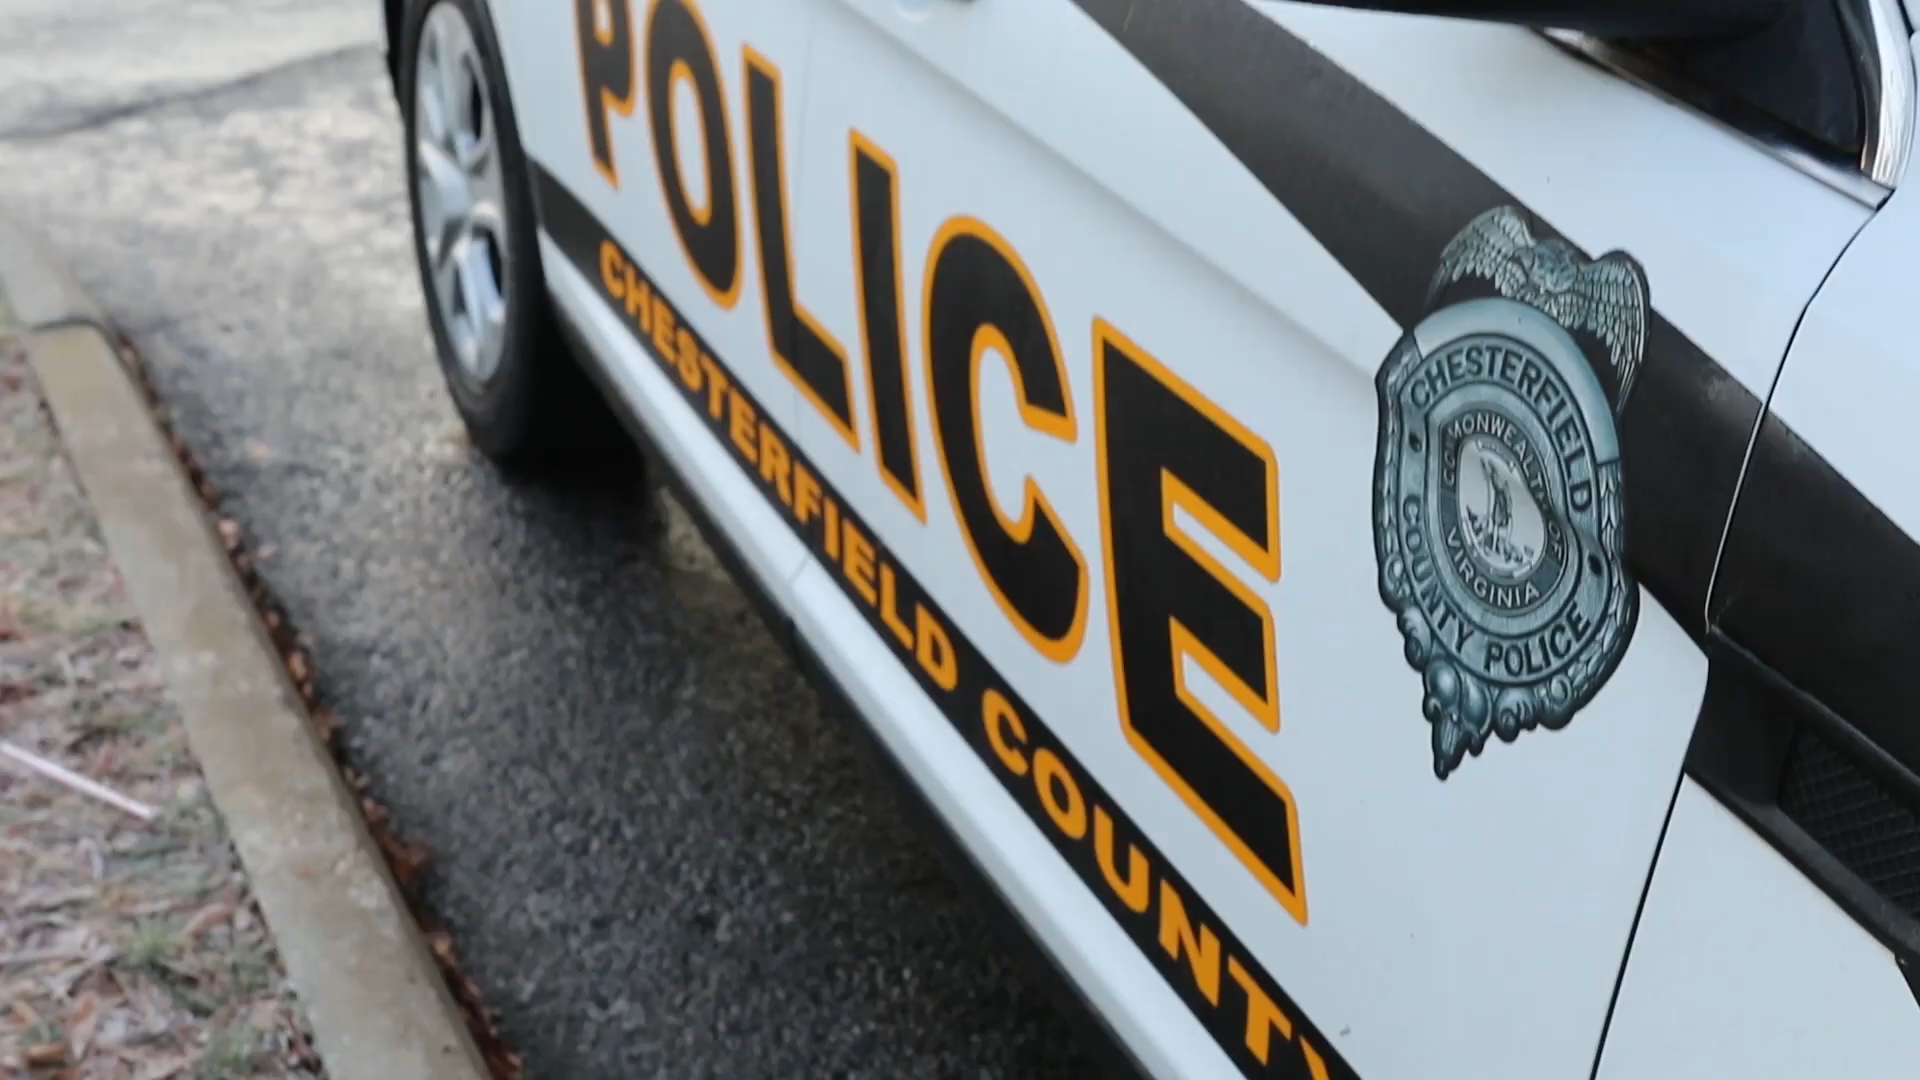 POLICE
CHESTERFIELD COUNTY
CHESTERFIELD
COMMONWEALTH OF
VIRGINIA
COUNTY POLICE